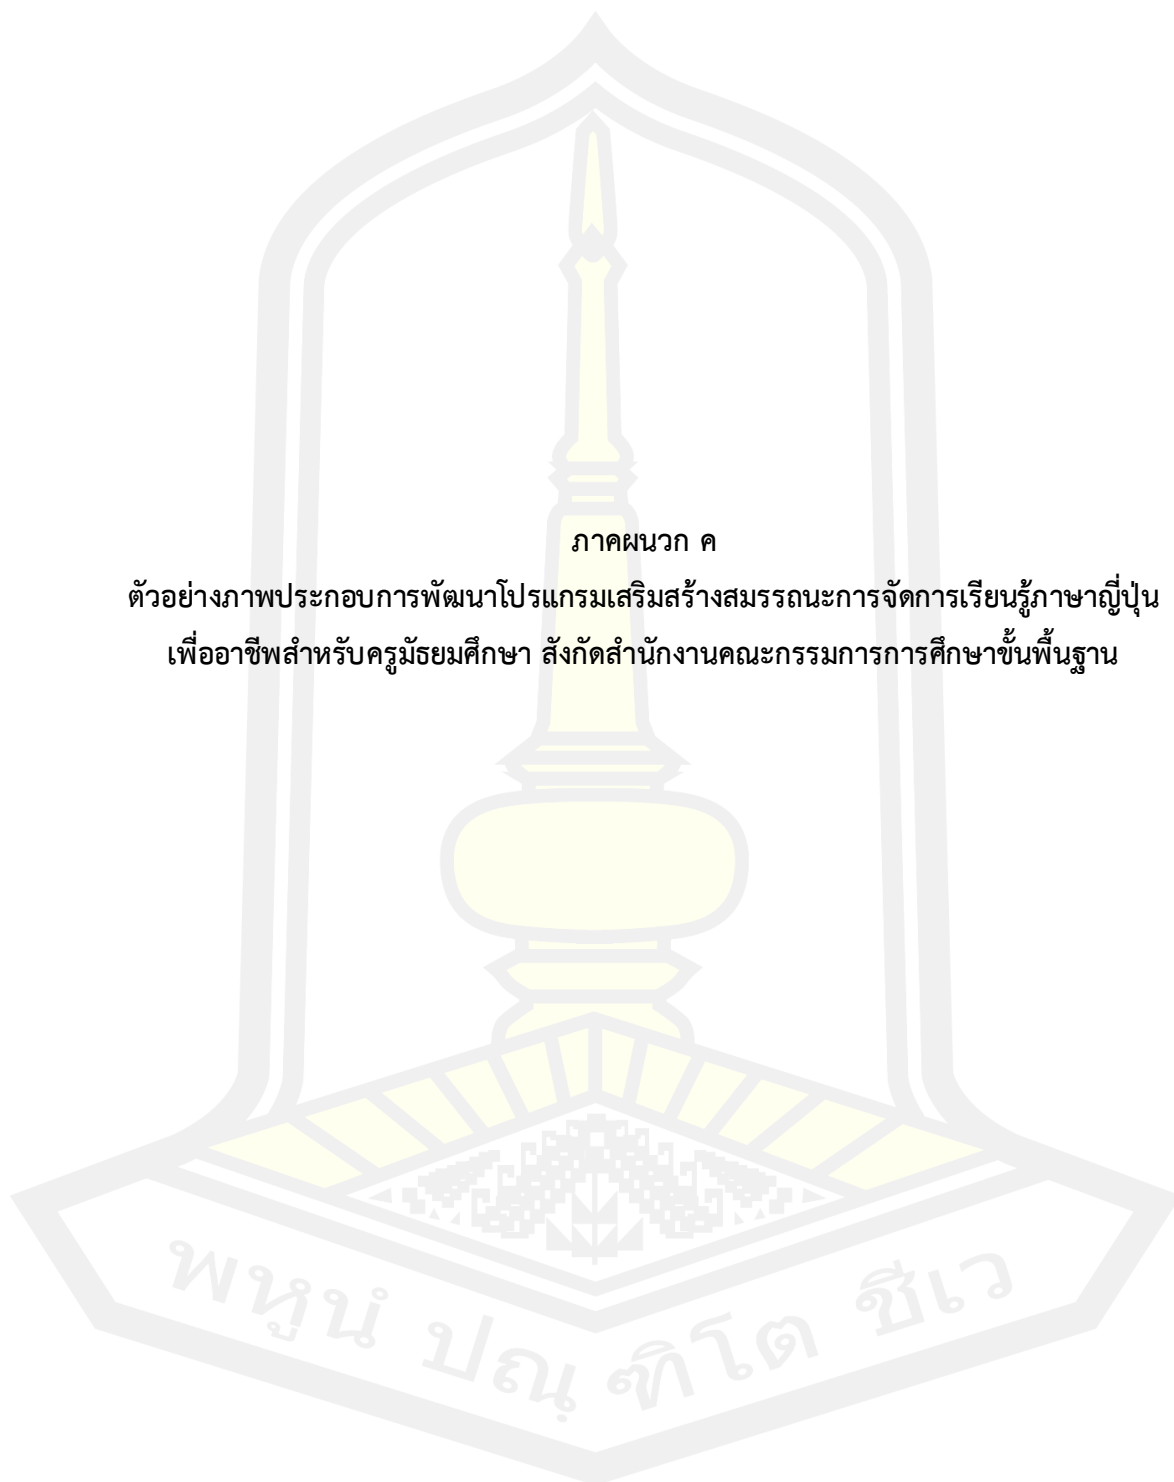 ภาคผนวก ค
ตัวอย่างภาพประกอบการพัฒนาโปรแกรมเสริมสร้างสมรรถนะการจัดการเรียนรู้ภาษาญี่ปุ่น
เพื่ออาชีพสำหรับครูมัธยมศึกษา สังกัดสำนักงานคณะกรรมการการศึกษาขั้นพื้นฐาน
พหูนํ ปณฺฑิโต ชีเว